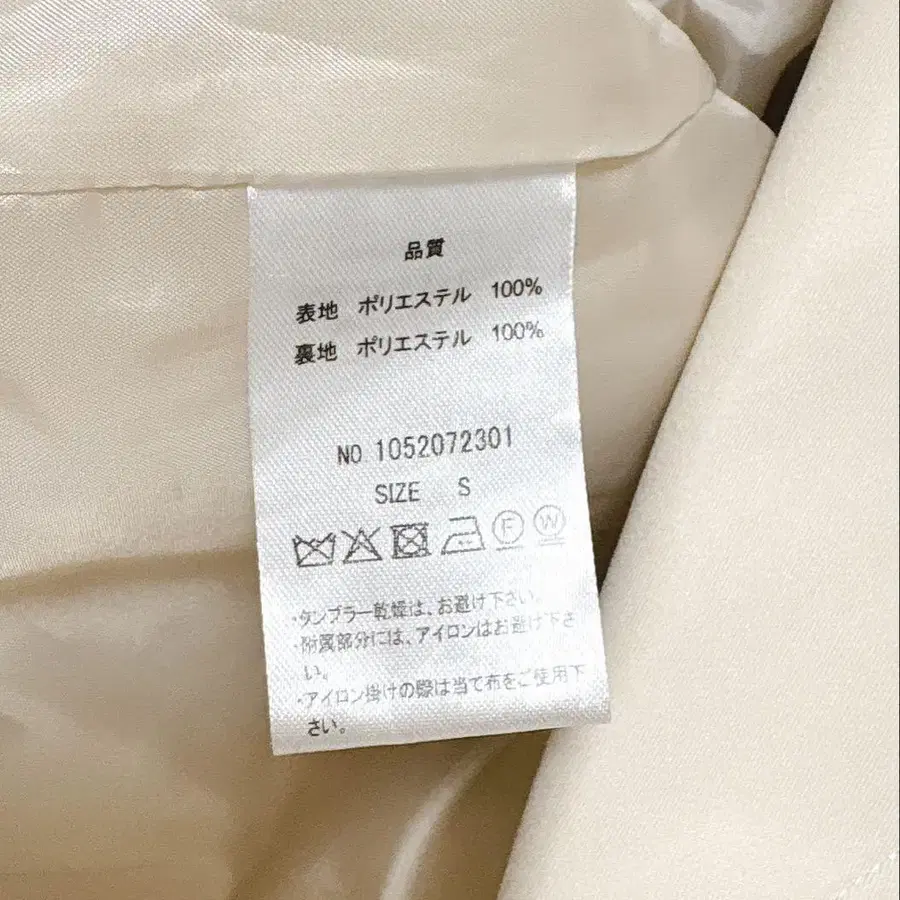 品質
表地 ポリエステル 100%
裏地 ポリエステル 100%
NO 1052072301
SIZE S
F W
・タンブラー乾燥は、お避け下さい。
・附属部分には、アイロンはお避け下さ
い。
・アイロン掛けの際は当て布をご使用下
さい。